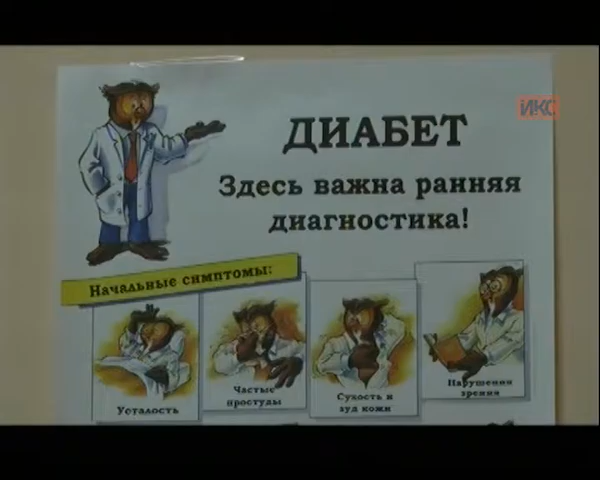 ИКС
ДИАБЕТ
Здесь важна ранняя
диагностика!
Начальные симптомы:
Усталость
Частые
простуды
Сухость и
зуд кожи
Нарушения
зрения